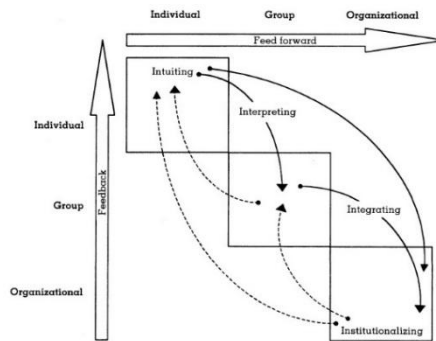 Individual Group Organizational
Feed forward
Intuiting
Interpreting
Individual
Group
Feedback
Integrating
Organizational
Institutionalizing